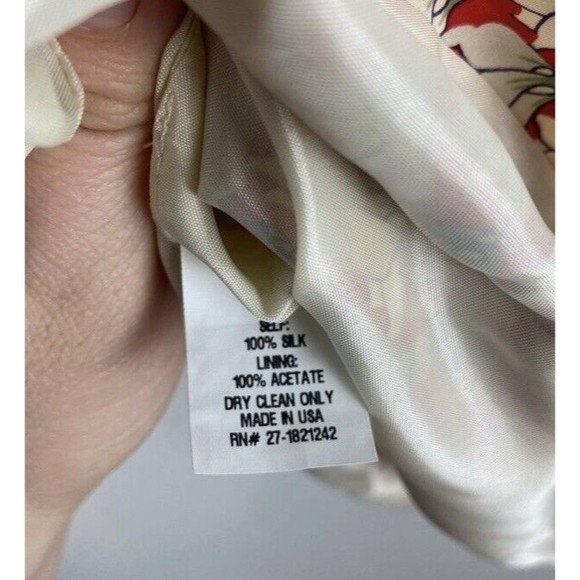 SELF:
100% SILK
LINING:
100% ACETATE
DRY CLEAN ONLY
MADE IN USA
RN# 27-1821242